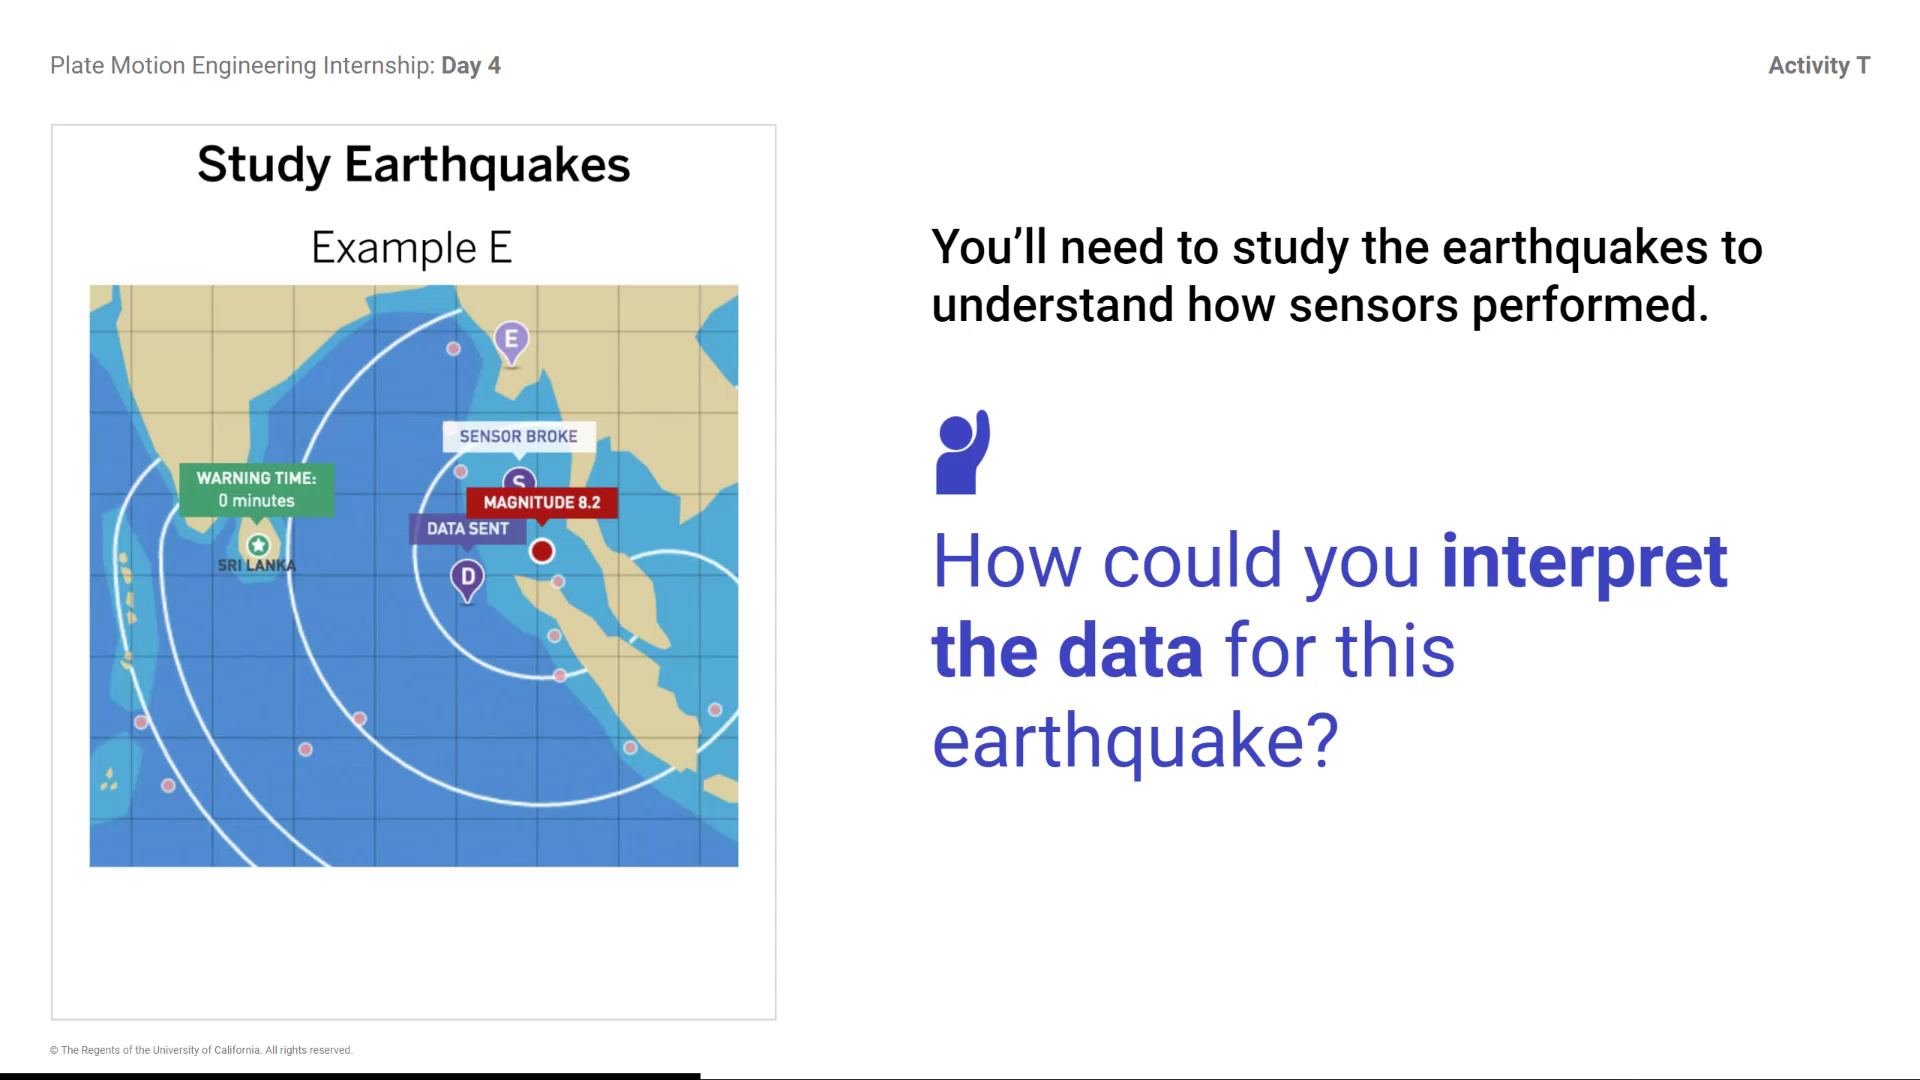 Plate Motion Engineering Internship: Day 4
Activity T
Study Earthquakes
Example E
E
SENSOR BROKE
S
WARNING TIME:
0 minutes
MAGNITUDE 8.2
DATA SENT
SRI LANKA
D
You’ll need to study the earthquakes to
understand how sensors performed.
How could you interpret
the data for this
earthquake?
© The Regents of the University of California. All rights reserved.